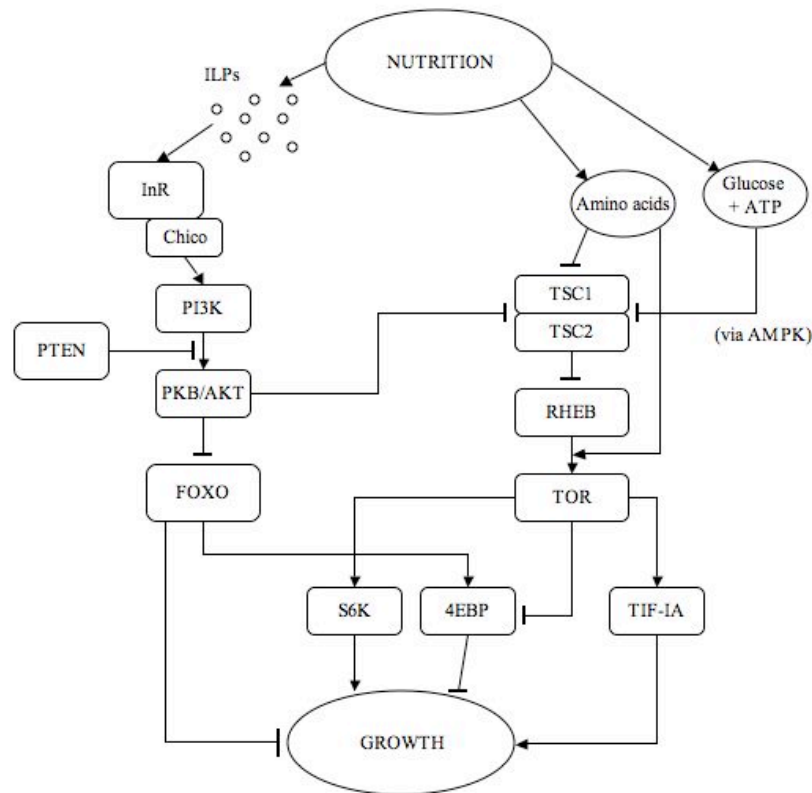 NUTRITION
ILPs
InR
Chico
Amino acids
Glucose
+ ATP
PI3K
TSC1
TSC2
(via AMPK)
PTEN
PKB/AKT
RHEB
FOXO
TOR
S6K
4EBP
TIF-IA
GROWTH